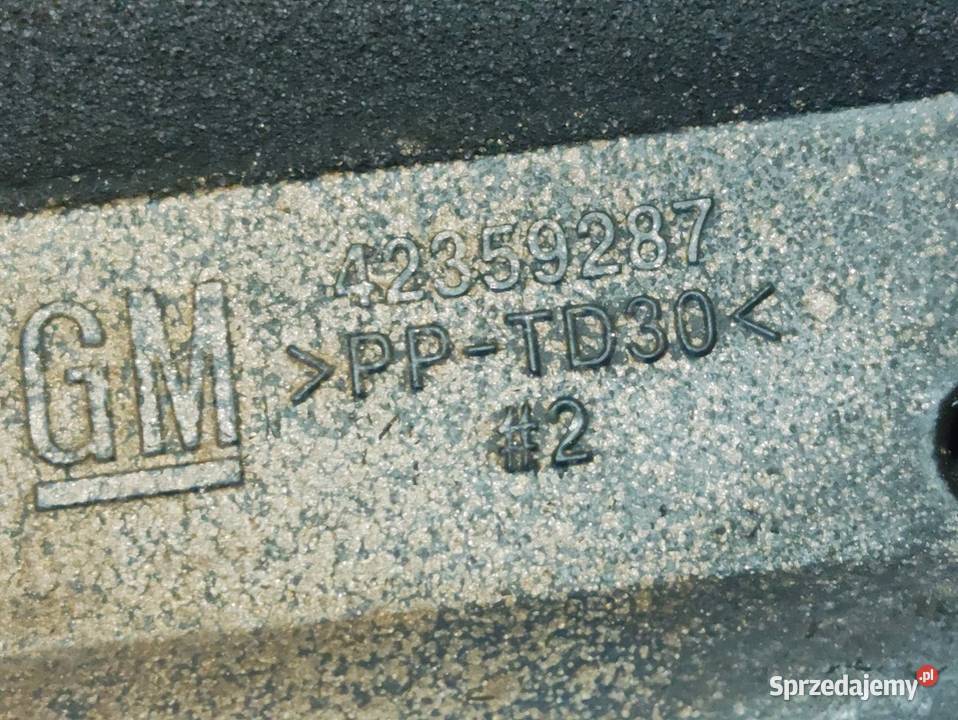 42359287
GM >PP-TD30<
#2
Sprzedajemy.pl